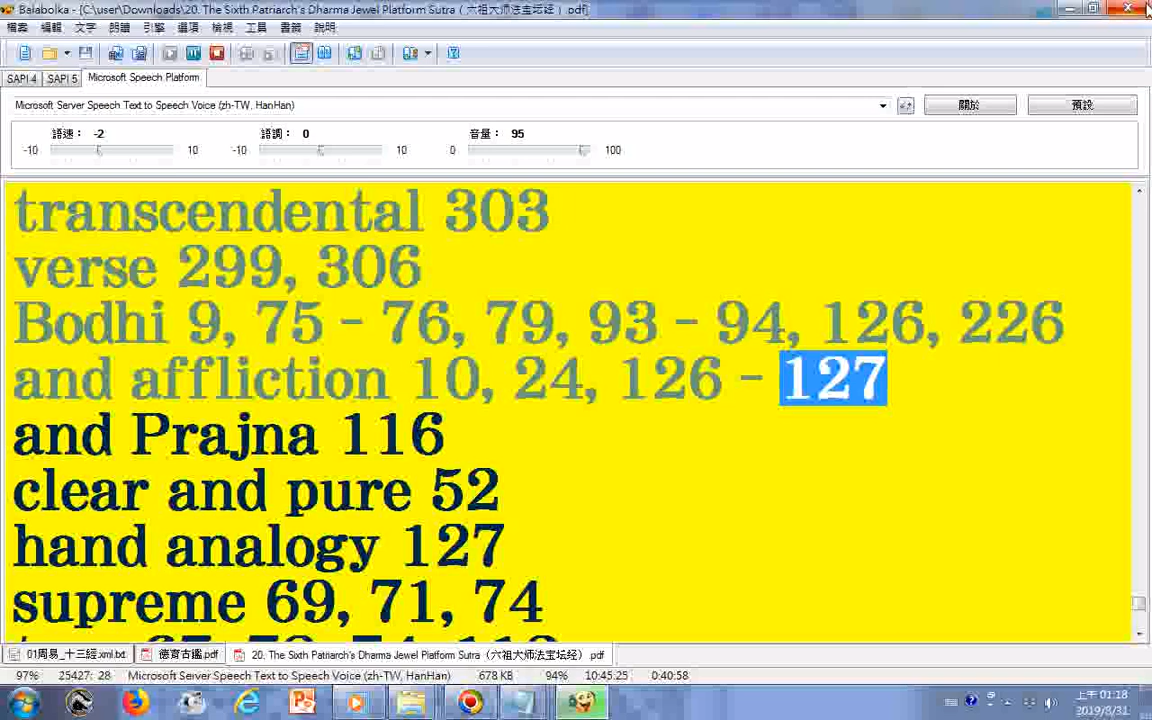 Balabolka - [C:\user\Downloads\20. The Sixth Patriarch's Dharma Jewel Platform Sutra（六祖大师法宝坛经）.pdf]
檔案 編輯 文字 朗讀 引擎 選項 檢視 工具 書籤 說明
SAPI 4 SAPI 5 Microsoft Speech Platform
Microsoft Server Speech Text to Speech Voice (zh-TW, HanHan) 關於 預設
語速： -2 語調： 0 音量： 95
-10 10 -10 10 0 100
transcendental 303
verse 299, 306
Bodhi 9, 75 - 76, 79, 93 - 94, 126, 226
and affliction 10, 24, 126 - 127
and Prajna 116
clear and pure 52
hand analogy 127
supreme 69, 71, 74
01周易_十三經.xml.txt 德育古鑑.pdf 20. The Sixth Patriarch's Dharma Jewel Platform Sutra（六祖大师法宝坛经）.pdf
97% 25427: 28 Microsoft Server Speech Text to Speech Voice (zh-TW, HanHan) 678 KB 94% 10:45:25 0:40:58
上午 01:18
2019/8/31